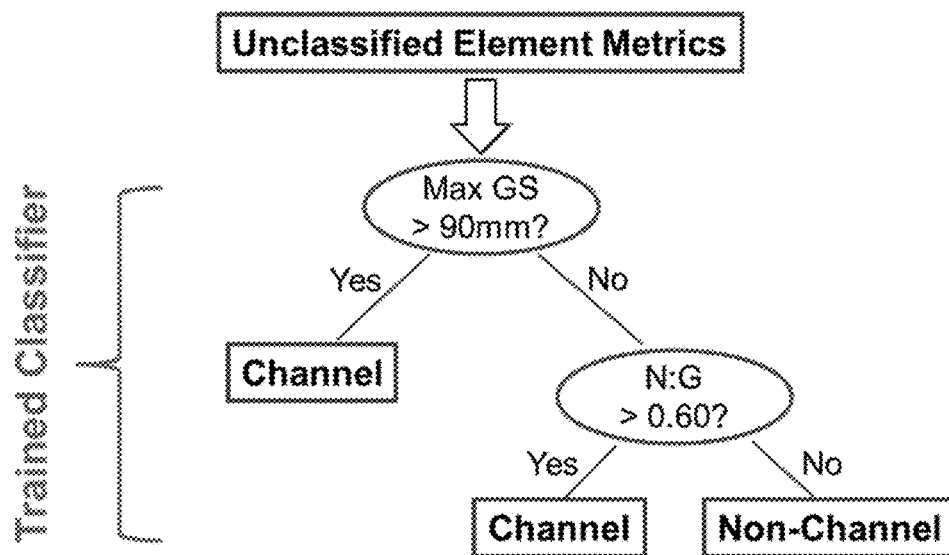 Unclassified Element Metrics
Max GS
> 90mm?
Yes
No
Channel
N:G
> 0.60?
Yes
No
Channel
Non-Channel
Trained Classifier